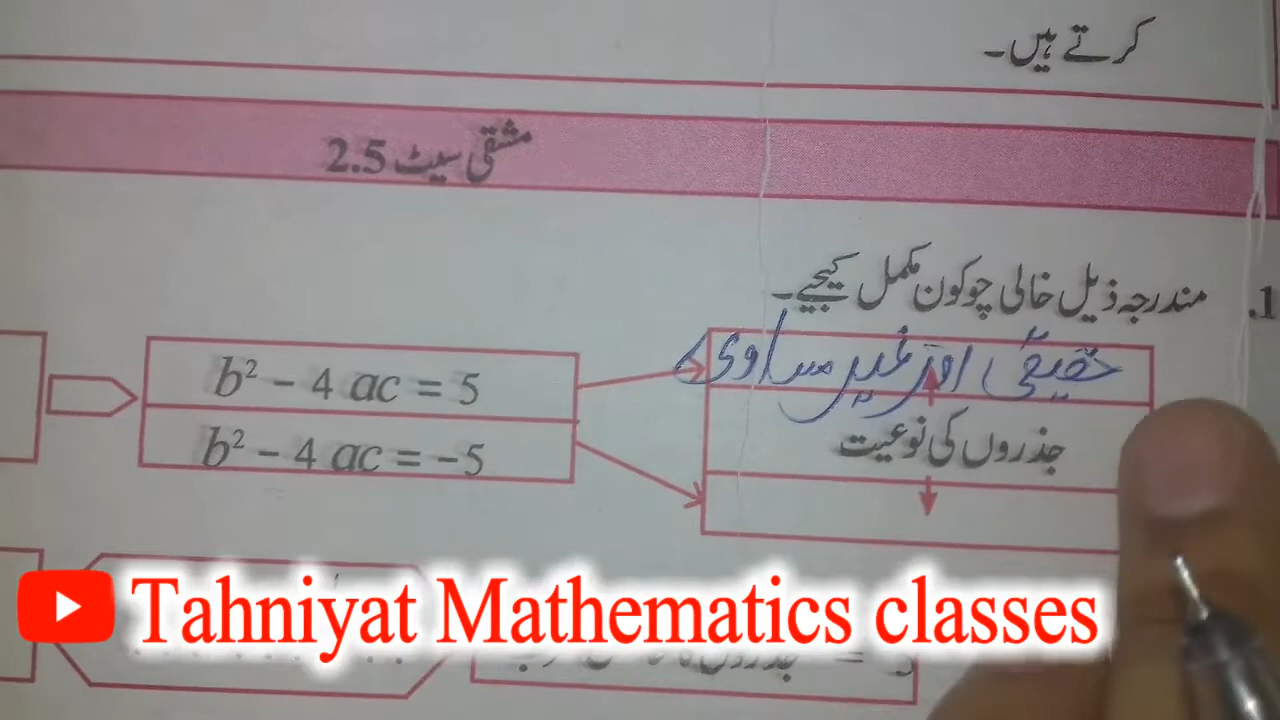 کرتے ہیں۔
مشقی سیٹ 2.5
1. مندرجہ ذیل خالی چوکون مکمل کیجیے۔
حقیقی اور غیر مساوی
b² − 4 ac = 5
جذروں کی نوعیت
b² − 4 ac = −5
Tahniyat Mathematics classes